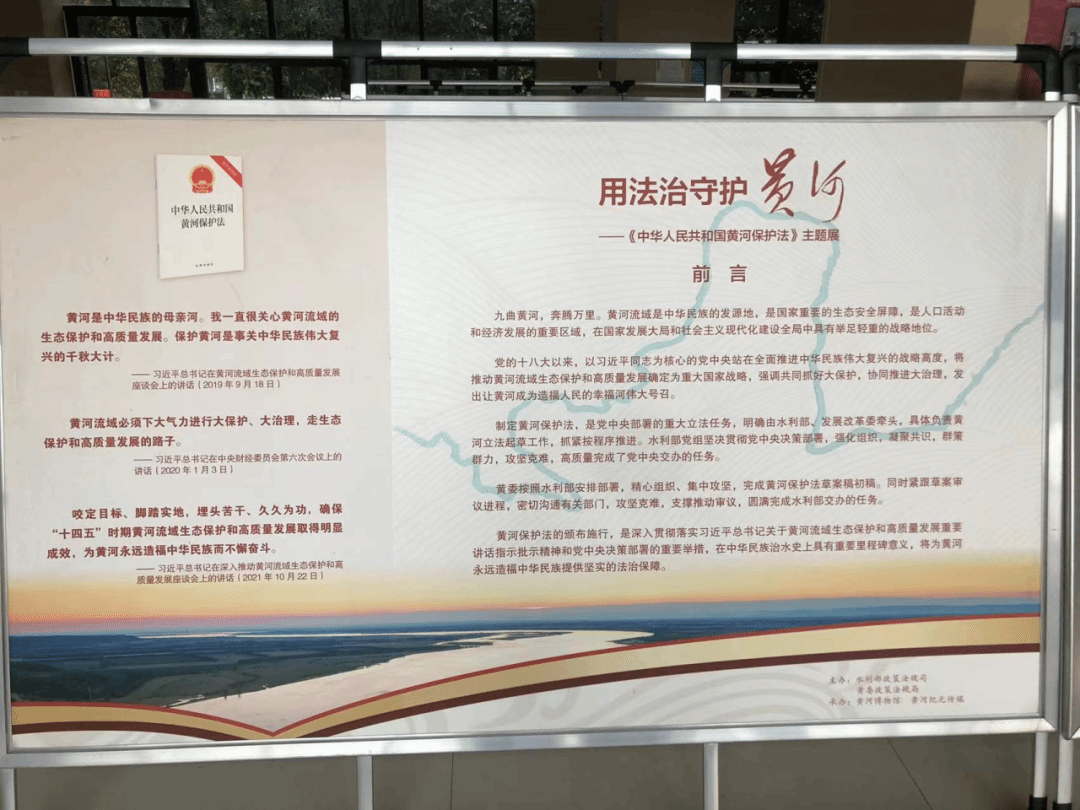 中华人民共和国
黄河保护法
黄河是中华民族的母亲河。我一直很关心黄河流域的
生态保护和高质量发展。保护黄河是事关中华民族伟大复
兴的千秋大计。
——习近平总书记在黄河流域生态保护和高质量发展
座谈会上的讲话(2019年9月18日)
黄河流域必须下大气力进行大保护、大治理,走生态
保护和高质量发展的路子。
——习近平总书记在中央财经委员会第六次会议上的
讲话(2020年1月3日)
咬定目标、脚踏实地,埋头苦干、久久为功,确保
“十四五”时期黄河流域生态保护和高质量发展取得明显
成效,为黄河永远造福中华民族而不懈奋斗。
——习近平总书记在深入推动黄河流域生态保护和高
质量发展座谈会上的讲话(2021年10月22日)
用法治守护黄河
——《中华人民共和国黄河保护法》主题展
前 言
九曲黄河,奔腾万里。黄河流域是中华民族的发源地,是国家重要的生态安全屏障,是人口活动
和经济发展的重要区域,在国家发展大局和社会主义现代化建设全局中具有举足轻重的战略地位。
党的十八大以来,以习近平同志为核心的党中央站在全面推进中华民族伟大复兴的战略高度,将
推动黄河流域生态保护和高质量发展确定为重大国家战略,强调共同抓好大保护,协同推进大治理,发
出让黄河成为造福人民的幸福河伟大号召。
制定黄河保护法,是党中央部署的重大立法任务,明确由水利部、发展改革委牵头,具体负责黄
河立法起草工作,抓紧按程序推进。水利部党组坚决贯彻党中央决策部署,强化组织,凝聚共识,群策
群力,攻坚克难,高质量完成了党中央交办的任务。
黄委按照水利部安排部署,精心组织、集中攻坚,完成黄河保护法草案稿初稿。同时紧跟草案审
议进程,密切沟通有关部门,攻坚克难,支撑推动审议,圆满完成水利部交办的任务。
黄河保护法的颁布施行,是深入贯彻落实习近平总书记关于黄河流域生态保护和高质量发展重要
讲话指示批示精神和党中央决策部署的重要举措,在中华民族治水史上具有重要里程碑意义,将为黄河
永远造福中华民族提供坚实的法治保障。
主办:水利部政策法规司
黄委政策法规局
承办:黄河博物馆 黄河纪元传媒